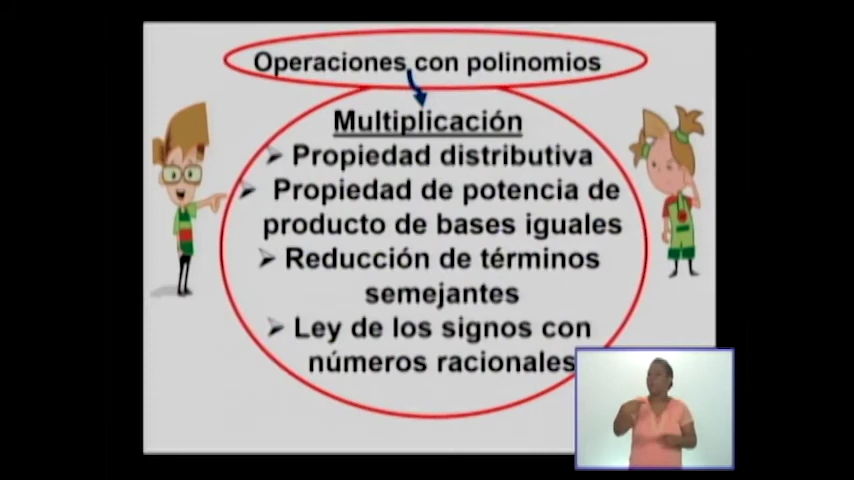 Operaciones con polinomios
Multiplicación
➢ Propiedad distributiva
➢ Propiedad de potencia de
producto de bases iguales
➢ Reducción de términos
semejantes
➢ Ley de los signos con
números racionales